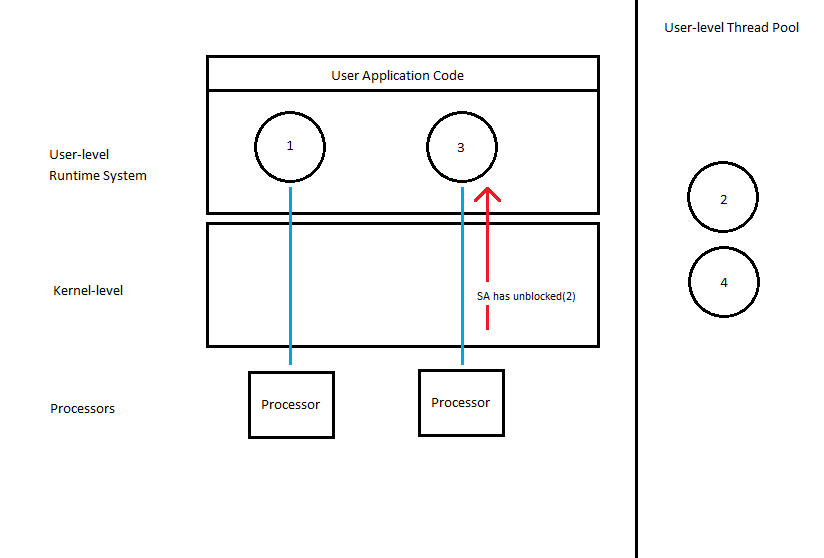 User-level Thread Pool
User Application Code
1
3
User-level
Runtime System
2
4
Kernel-level
SA has unblocked(2)
Processors
Processor
Processor